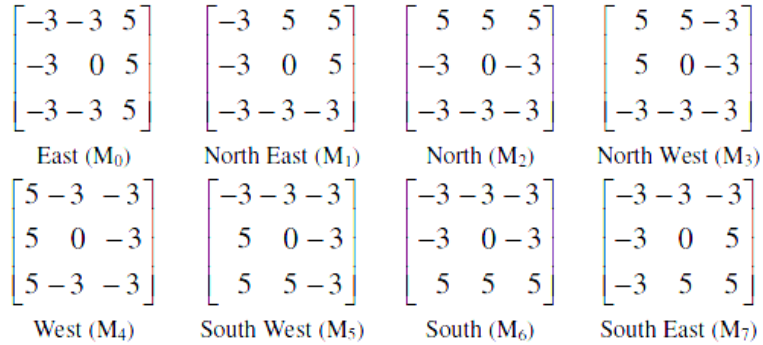 −3 −3 5 −3 5 5 5 5 5 5 5 −3
−3 0 5 −3 0 5 −3 0 −3 5 0 −3
−3 −3 5 −3 −3 −3 −3 −3 −3 −3 −3 −3
East (M₀) North East (M₁) North (M₂) North West (M₃)
5 −3 −3 −3 −3 −3 −3 −3 −3 −3 −3 −3
5 0 −3 5 0 −3 −3 0 −3 −3 0 5
5 −3 −3 5 5 −3 5 5 5 −3 5 5
West (M₄) South West (M₅) South (M₆) South East (M₇)